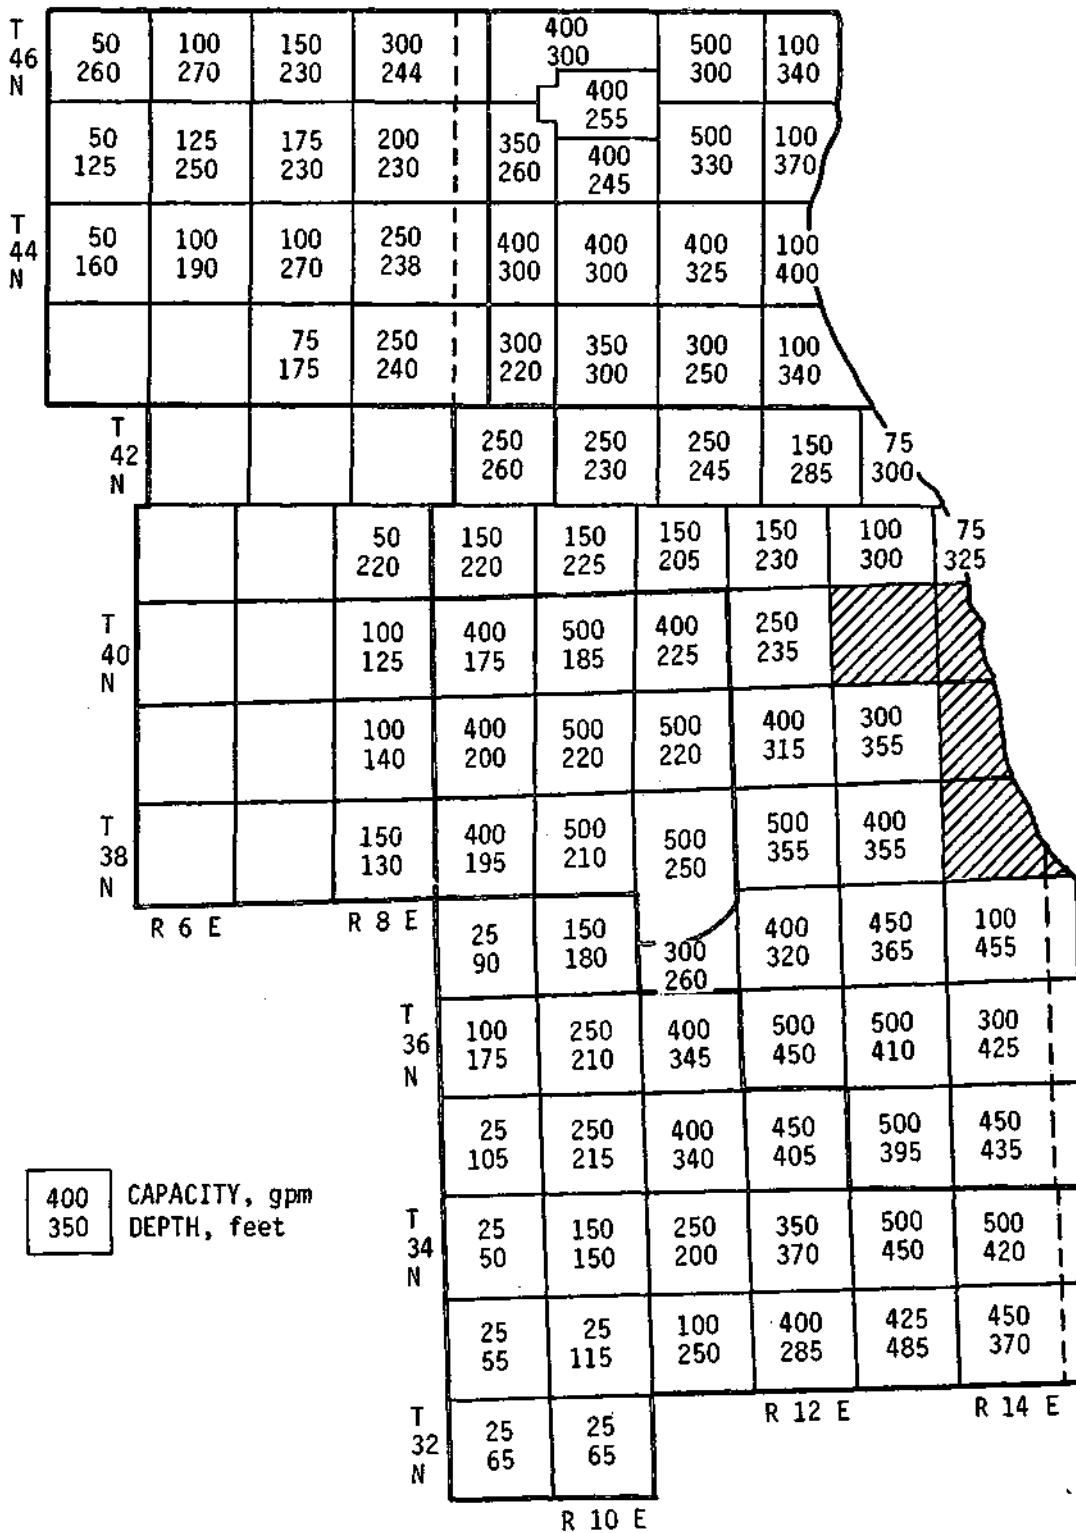 T
46
N
50 100 150 300 400 500 100
260 270 230 244 300 300 340
400
255
50 125 175 200 350 400 500 100
125 250 230 230 260 245 330 370
T
44
N
50 100 100 250 400 400 400 100
160 190 270 238 300 300 325 400
75 250 300 350 300 100
175 240 220 300 250 340
T
42
N
250 250 250 150 75
260 230 245 285 300
50 150 150 150 150 100 75
220 220 225 205 230 300 325
T
40
N
100 400 500 400 250
125 175 185 225 235
100 400 500 500 400 300
140 200 220 220 315 355
T
38
N
150 400 500 500 500 400
130 195 210 250 355 355
R 6 E R 8 E
25 150 300 400 450 100
90 180 260 320 365 455
T
36
N
100 250 400 500 500 300
175 210 345 450 410 425
25 250 400 450 500 450
105 215 340 405 395 435
400 CAPACITY, gpm
350 DEPTH, feet
T
34
N
25 150 250 350 500 500
50 150 200 370 450 420
25 25 100 400 425 450
55 115 250 285 485 370
R 12 E R 14 E
T
32
N
25 25
65 65
R 10 E